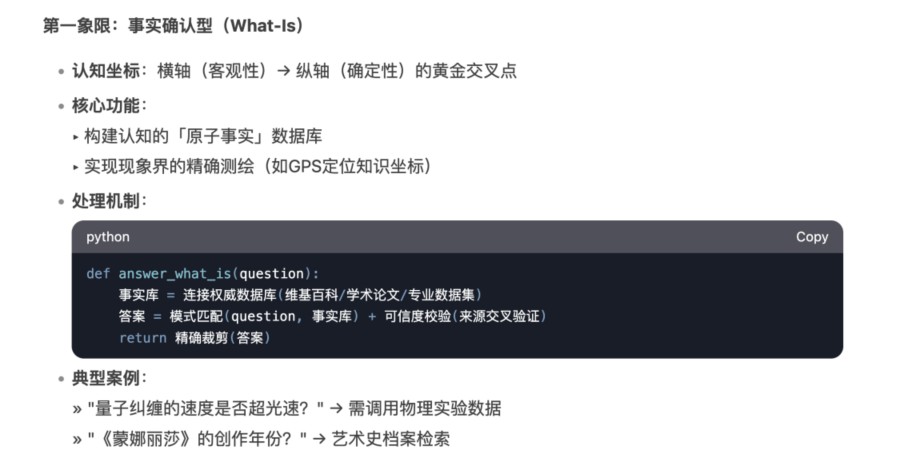 第一象限：事实确认型（What-Is）
• 认知坐标：横轴（客观性）→ 纵轴（确定性）的黄金交叉点
• 核心功能：
▸ 构建认知的「原子事实」数据库
▸ 实现现象界的精确测绘（如GPS定位知识坐标）
• 处理机制：
python Copy
def answer_what_is(question):
    事实库 = 连接权威数据库(维基百科/学术论文/专业数据集)
    答案 = 模式匹配(question, 事实库) + 可信度校验(来源交叉验证)
    return 精确裁剪(答案)
• 典型案例：
» "量子纠缠的速度是否超光速？" → 需调用物理实验数据
» "《蒙娜丽莎》的创作年份？" → 艺术史档案检索